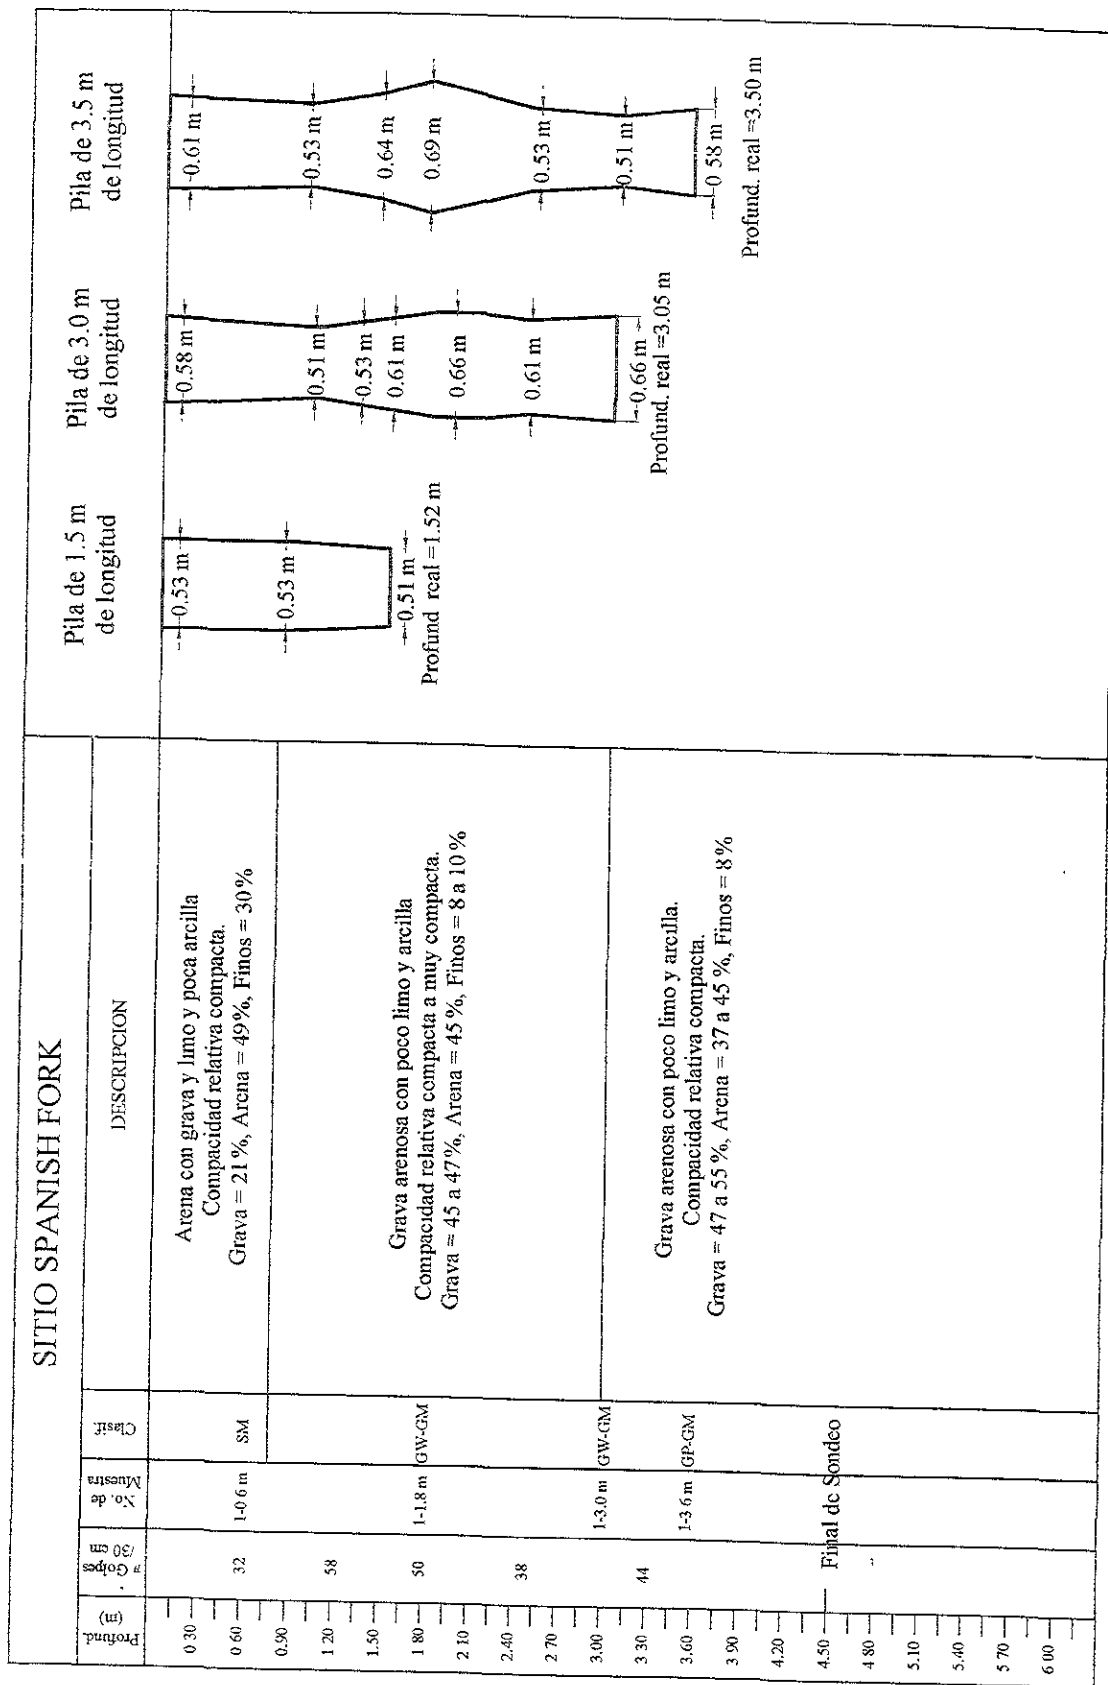 SITIO SPANISH FORK
Profund.
(m)
Golpes
/30 cm
No. de
Muestra
Clasif.
DESCRIPCION
Pila de 1.5 m
de longitud
Pila de 3.0 m
de longitud
Pila de 3.5 m
de longitud
0 30
0 60
0.90
1 20
1.50
1 80
2 10
2.40
2 70
3.00
3 30
3.60
3 90
4.20
4.50
4 80
5.10
5.40
5 70
6 00
32
58
50
38
44
1-0 6 m
1-1.8 m
1-3.0 m
1-3 6 m
SM
GW-GM
GW-GM
GP-GM
Final de Sondeo
Arena con grava y limo y poca arcilla
Compacidad relativa compacta.
Grava = 21%, Arena = 49%, Finos = 30%
Grava arenosa con poco limo y arcilla
Compacidad relativa compacta a muy compacta.
Grava = 45 a 47%, Arena = 45%, Finos = 8 a 10%
Grava arenosa con poco limo y arcilla.
Compacidad relativa compacta.
Grava = 47 a 55%, Arena = 37 a 45 %, Finos = 8%
0.53 m
0.53 m
0.51 m
Profund real =1.52 m
0.58 m
0.51 m
0.53 m
0.61 m
0.66 m
0.61 m
0.66 m
Profund. real =3.05 m
0.61 m
0.53 m
0.64 m
0.69 m
0.53 m
0.51 m
0 58 m
Profund. real =3.50 m